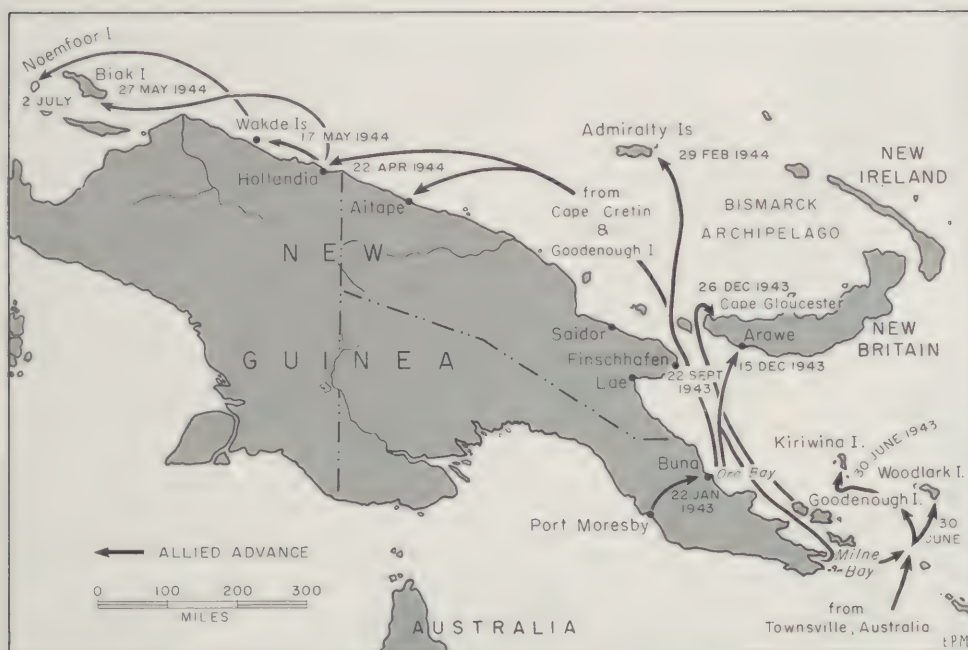 Noemfoor I
2 JULY
Biak I
27 MAY 1944
Wakde Is
17 MAY 1944
Hollandia
22 APR 1944
Aitape
Admiralty Is
29 FEB 1944
from
Cape Cretin
&
Goodenough I
NEW
IRELAND
BISMARCK
ARCHIPELAGO
26 DEC 1943
Cape Gloucester
Arawe
15 DEC 1943
NEW
BRITAIN
NEW
GUINEA
Saidor
Finschhafen
Lae
22 SEPT
1943
Kiriwina I.
30 JUNE 1943
Woodlark I.
Goodenough I.
30
JUNE
Buna
Oro Bay
22 JAN
1943
Port Moresby
Milne
Bay
from
Townsville, Australia
ALLIED ADVANCE
0 100 200 300
MILES
AUSTRALIA